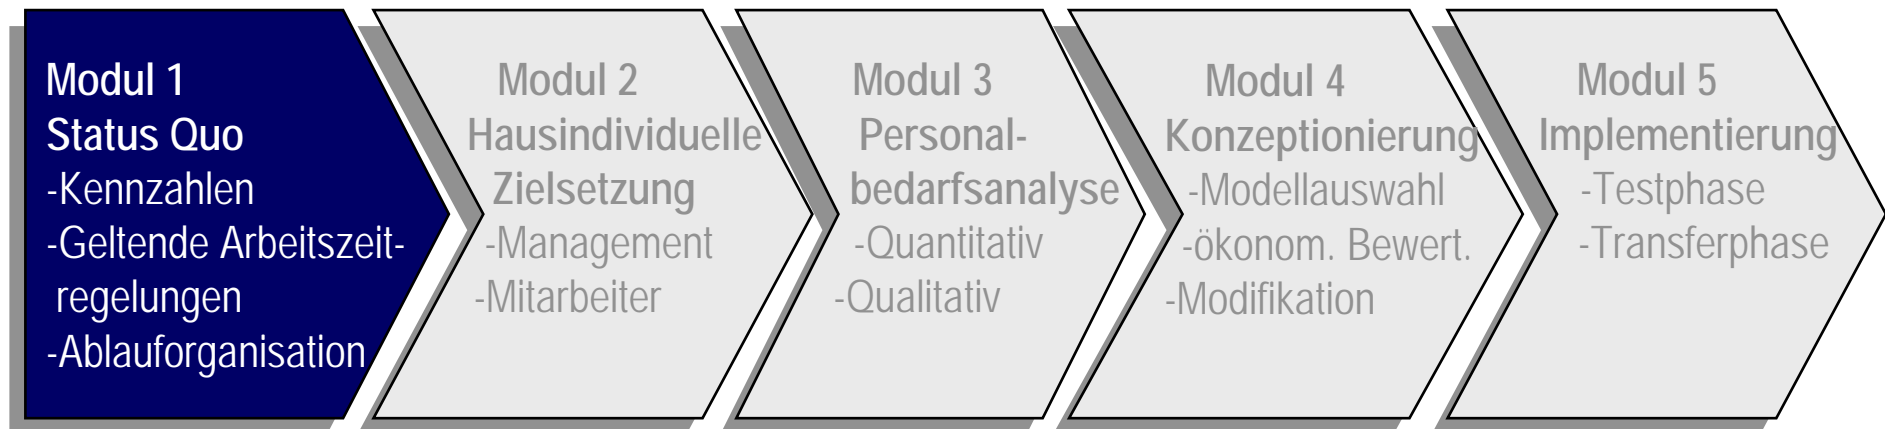 Modul 1
Status Quo
-Kennzahlen
-Geltende Arbeitszeit-
regelungen
-Ablauforganisation
Modul 2
Hausindividuelle
Zielsetzung
-Management
-Mitarbeiter
Modul 3
Personal-
bedarfsanalyse
-Quantitativ
-Qualitativ
Modul 4
Konzeptionierung
-Modellauswahl
-ökonom. Bewert.
-Modifikation
Modul 5
Implementierung
-Testphase
-Transferphase